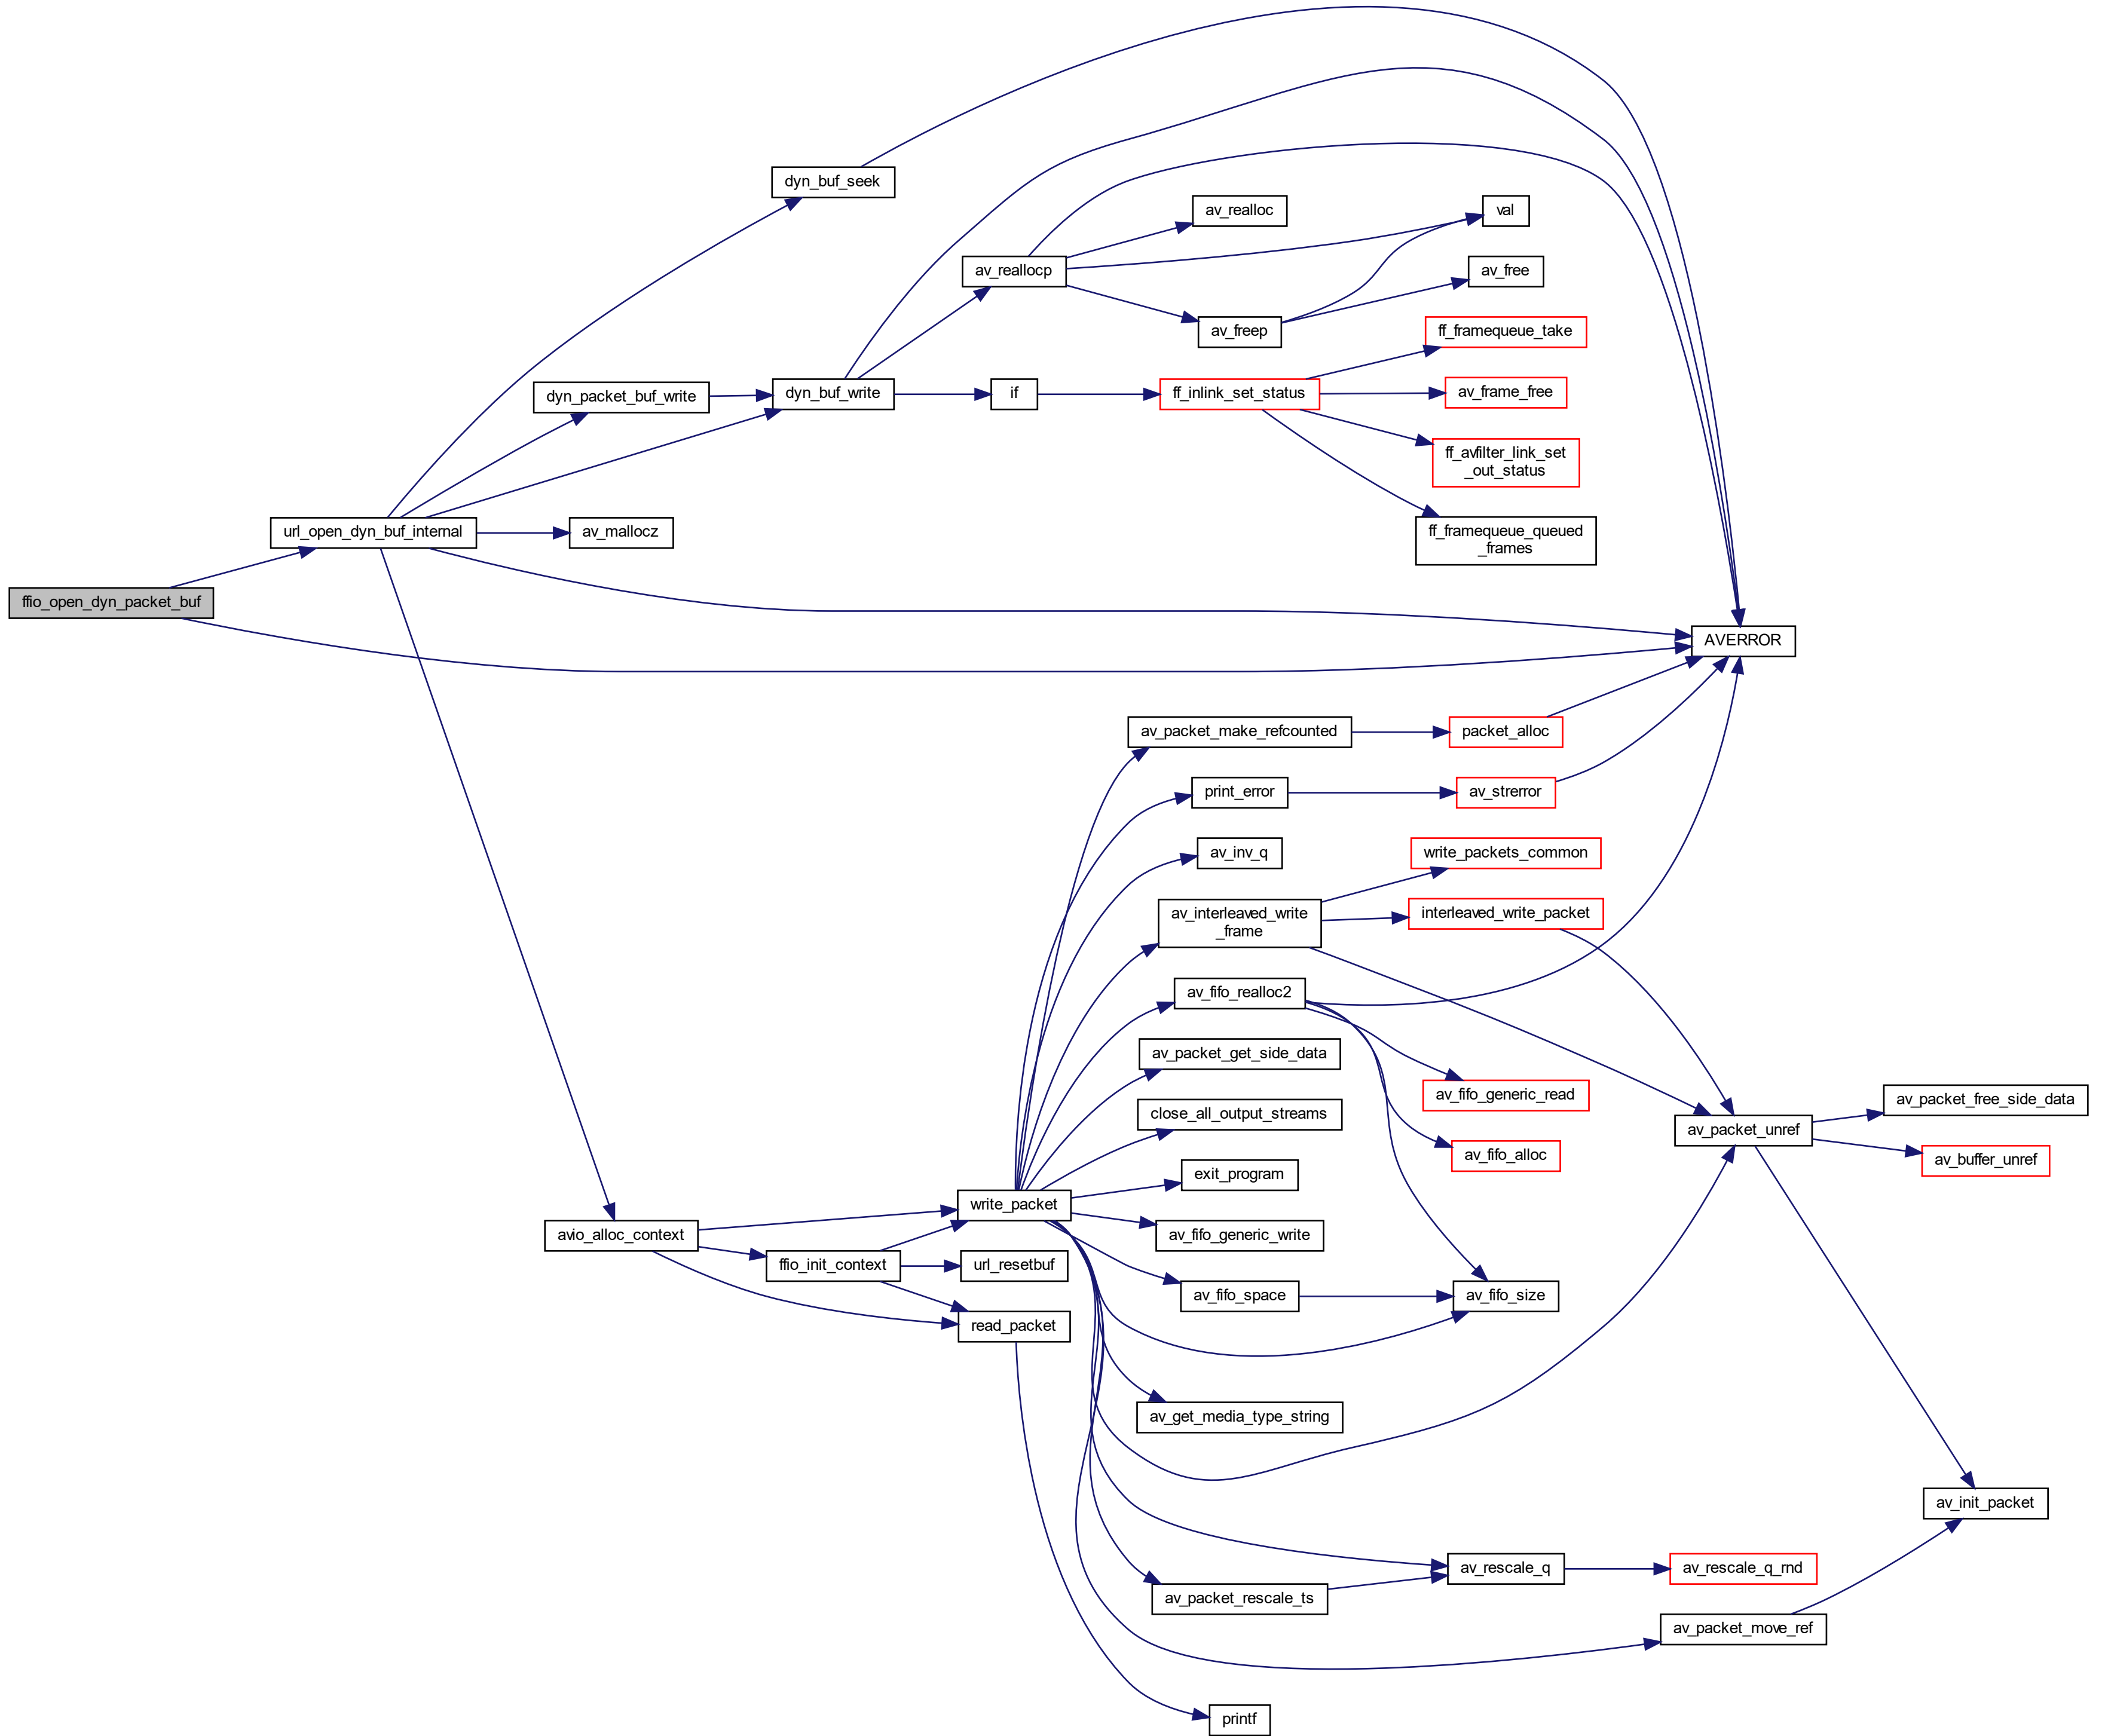 dyn_buf_seek
av_realloc
val
av_reallocp
av_free
av_freep
ff_framequeue_take
dyn_packet_buf_write
dyn_buf_write
if
ff_inlink_set_status
av_frame_free
ff_avfilter_link_set
_out_status
url_open_dyn_buf_internal
av_mallocz
ff_framequeue_queued
_frames
ffio_open_dyn_packet_buf
AVERROR
av_packet_make_refcounted
packet_alloc
print_error
av_strerror
av_inv_q
write_packets_common
av_interleaved_write
_frame
interleaved_write_packet
av_fifo_realloc2
av_packet_get_side_data
av_fifo_generic_read
av_packet_free_side_data
close_all_output_streams
av_packet_unref
av_fifo_alloc
av_buffer_unref
exit_program
write_packet
avio_alloc_context
av_fifo_generic_write
ffio_init_context
url_resetbuf
av_fifo_space
av_fifo_size
read_packet
av_get_media_type_string
av_init_packet
av_rescale_q
av_rescale_q_rnd
av_packet_rescale_ts
av_packet_move_ref
printf